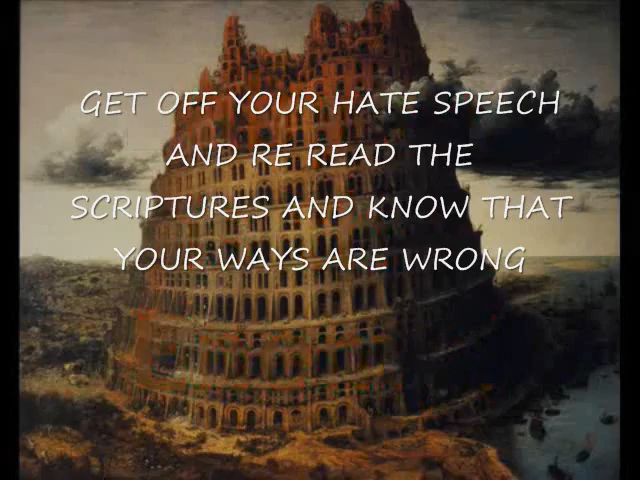 GET OFF YOUR HATE SPEECH
AND RE READ THE
SCRIPTURES AND KNOW THAT
YOUR WAYS ARE WRONG